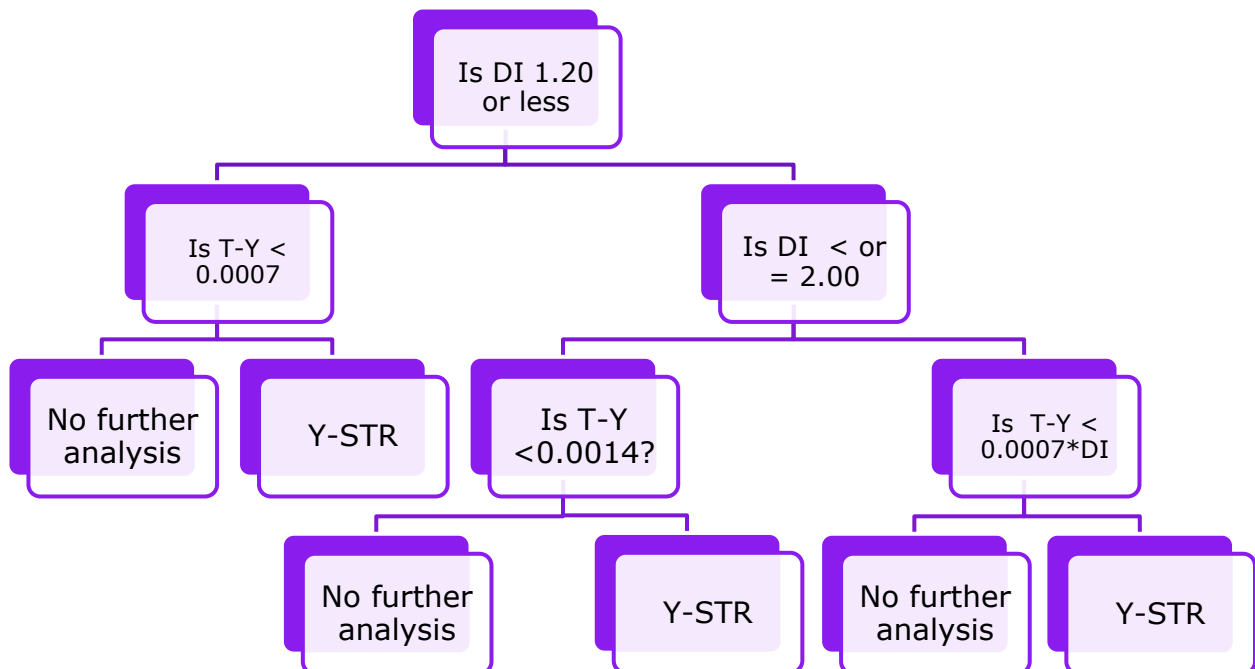 Is DI 1.20
or less
Is T-Y <
0.0007
Is DI < or
= 2.00
No further
analysis
Y-STR
Is T-Y
<0.0014?
Is T-Y <
0.0007*DI
No further
analysis
Y-STR
No further
analysis
Y-STR